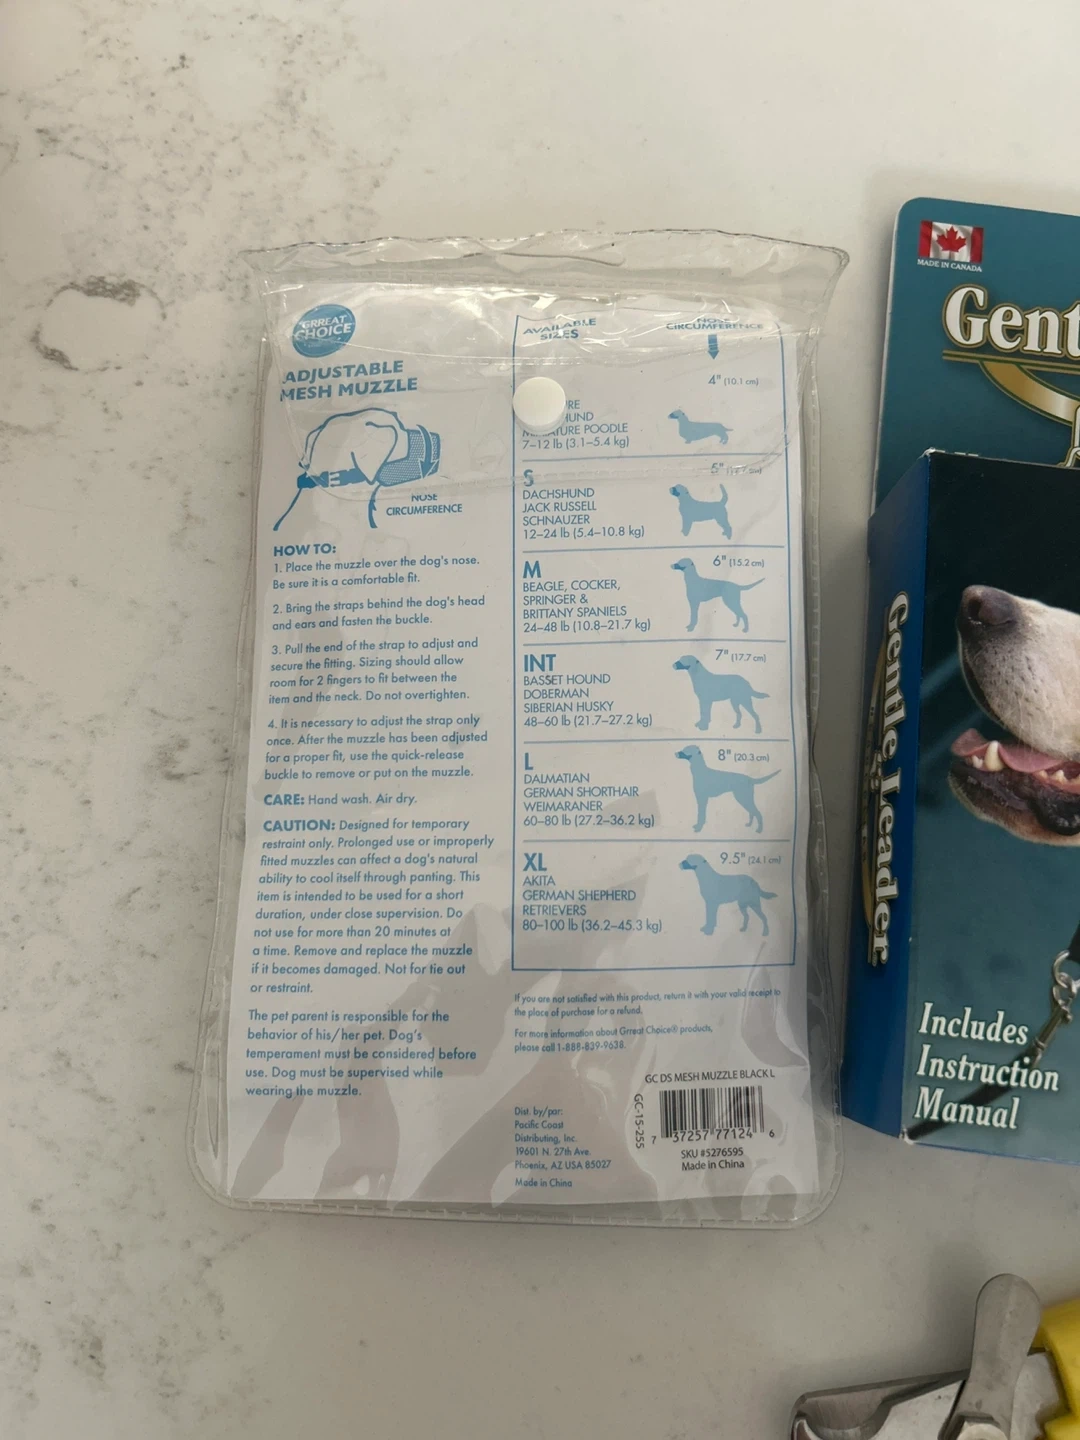 GRREAT
CHOICE
ADJUSTABLE
MESH MUZZLE
NOSE
CIRCUMFERENCE
HOW TO:
1. Place the muzzle over the dog's nose.
Be sure it is a comfortable fit.
2. Bring the straps behind the dog's head
and ears and fasten the buckle.
3. Pull the end of the strap to adjust and
secure the fitting. Sizing should allow
room for 2 fingers to fit between the
item and the neck. Do not overtighten.
4. It is necessary to adjust the strap only
once. After the muzzle has been adjusted
for a proper fit, use the quick-release
buckle to remove or put on the muzzle.
CARE: Hand wash. Air dry.
CAUTION: Designed for temporary
restraint only. Prolonged use or improperly
fitted muzzles can affect a dog's natural
ability to cool itself through panting. This
item is intended to be used for a short
duration, under close supervision. Do
not use for more than 20 minutes at
a time. Remove and replace the muzzle
if it becomes damaged. Not for tie out
or restraint.
The pet parent is responsible for the
behavior of his/her pet. Dog's
temperament must be considered before
use. Dog must be supervised while
wearing the muzzle.
AVAILABLE
SIZES
NOSE
CIRCUMFERENCE
4" (10.1 cm)
POODLE
7–12 lb (3.1–5.4 kg)
S
5"
DACHSHUND
JACK RUSSELL
SCHNAUZER
12–24 lb (5.4–10.8 kg)
M
6" (15.2 cm)
BEAGLE, COCKER,
SPRINGER &
BRITTANY SPANIELS
24–48 lb (10.8–21.7 kg)
INT
7" (17.7 cm)
BASSET HOUND
DOBERMAN
SIBERIAN HUSKY
48–60 lb (21.7–27.2 kg)
L
8" (20.3 cm)
DALMATIAN
GERMAN SHORTHAIR
WEIMARANER
60–80 lb (27.2–36.2 kg)
XL
9.5" (24.1 cm)
AKITA
GERMAN SHEPHERD
RETRIEVERS
80–100 lb (36.2–45.3 kg)
If you are not satisfied with this product, return it with your valid receipt to
the place of purchase for a refund.
For more information about Grreat Choice® products,
please call 1-888-839-9638.
Dist. by/par:
Pacific Coast
Distributing, Inc.
19601 N. 27th Ave.
Phoenix, AZ USA 85027
Made in China
GC DS MESH MUZZLE BLACK L
GC-15-255
7 37257 77124 6
SKU #5276595
Made in China
MADE IN CANADA
Gent
Gentle Leader
Includes
Instruction
Manual